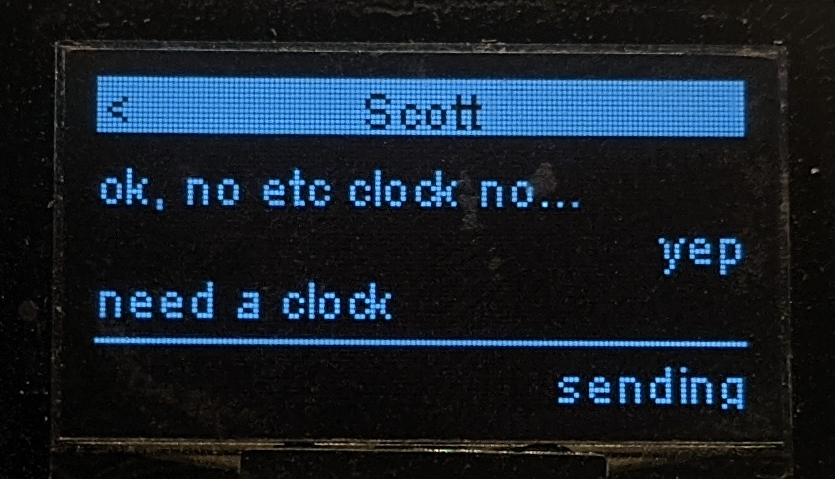 < Scott
ok, no etc clock no...
yep
need a clock
sending